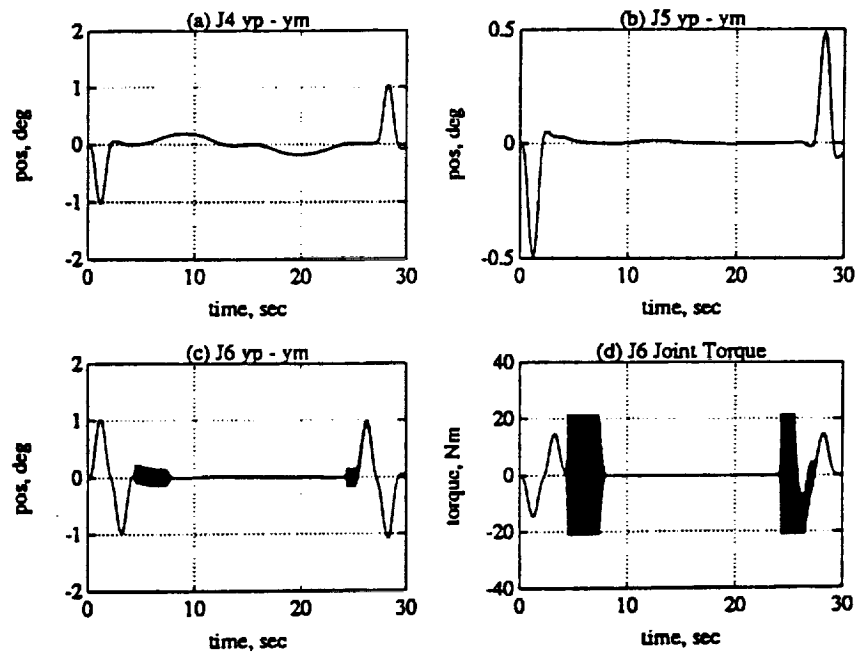 (a) J4 yp - ym
2
1
0
-1
-2
pos, deg
0
10
20
30
time, sec
(b) J5 yp - ym
0.5
0
-0.5
pos, deg
0
10
20
30
time, sec
(c) J6 yp - ym
2
1
0
-1
-2
pos, deg
0
10
20
30
time, sec
(d) J6 Joint Torque
40
20
0
-20
-40
torque, Nm
0
10
20
30
time, sec